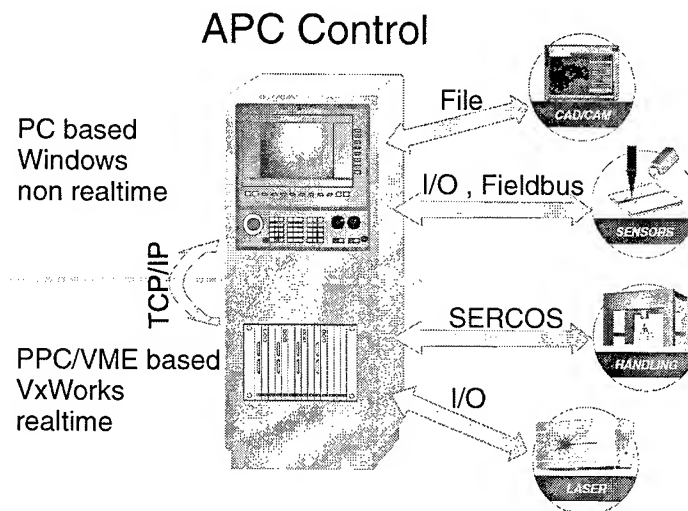 APC Control
PC based
Windows
non realtime
File
CAD/CAM
I/O , Fieldbus
SENSORS
TCP/IP
SERCOS
HANDLING
PPC/VME based
VxWorks
realtime
I/O
LASER